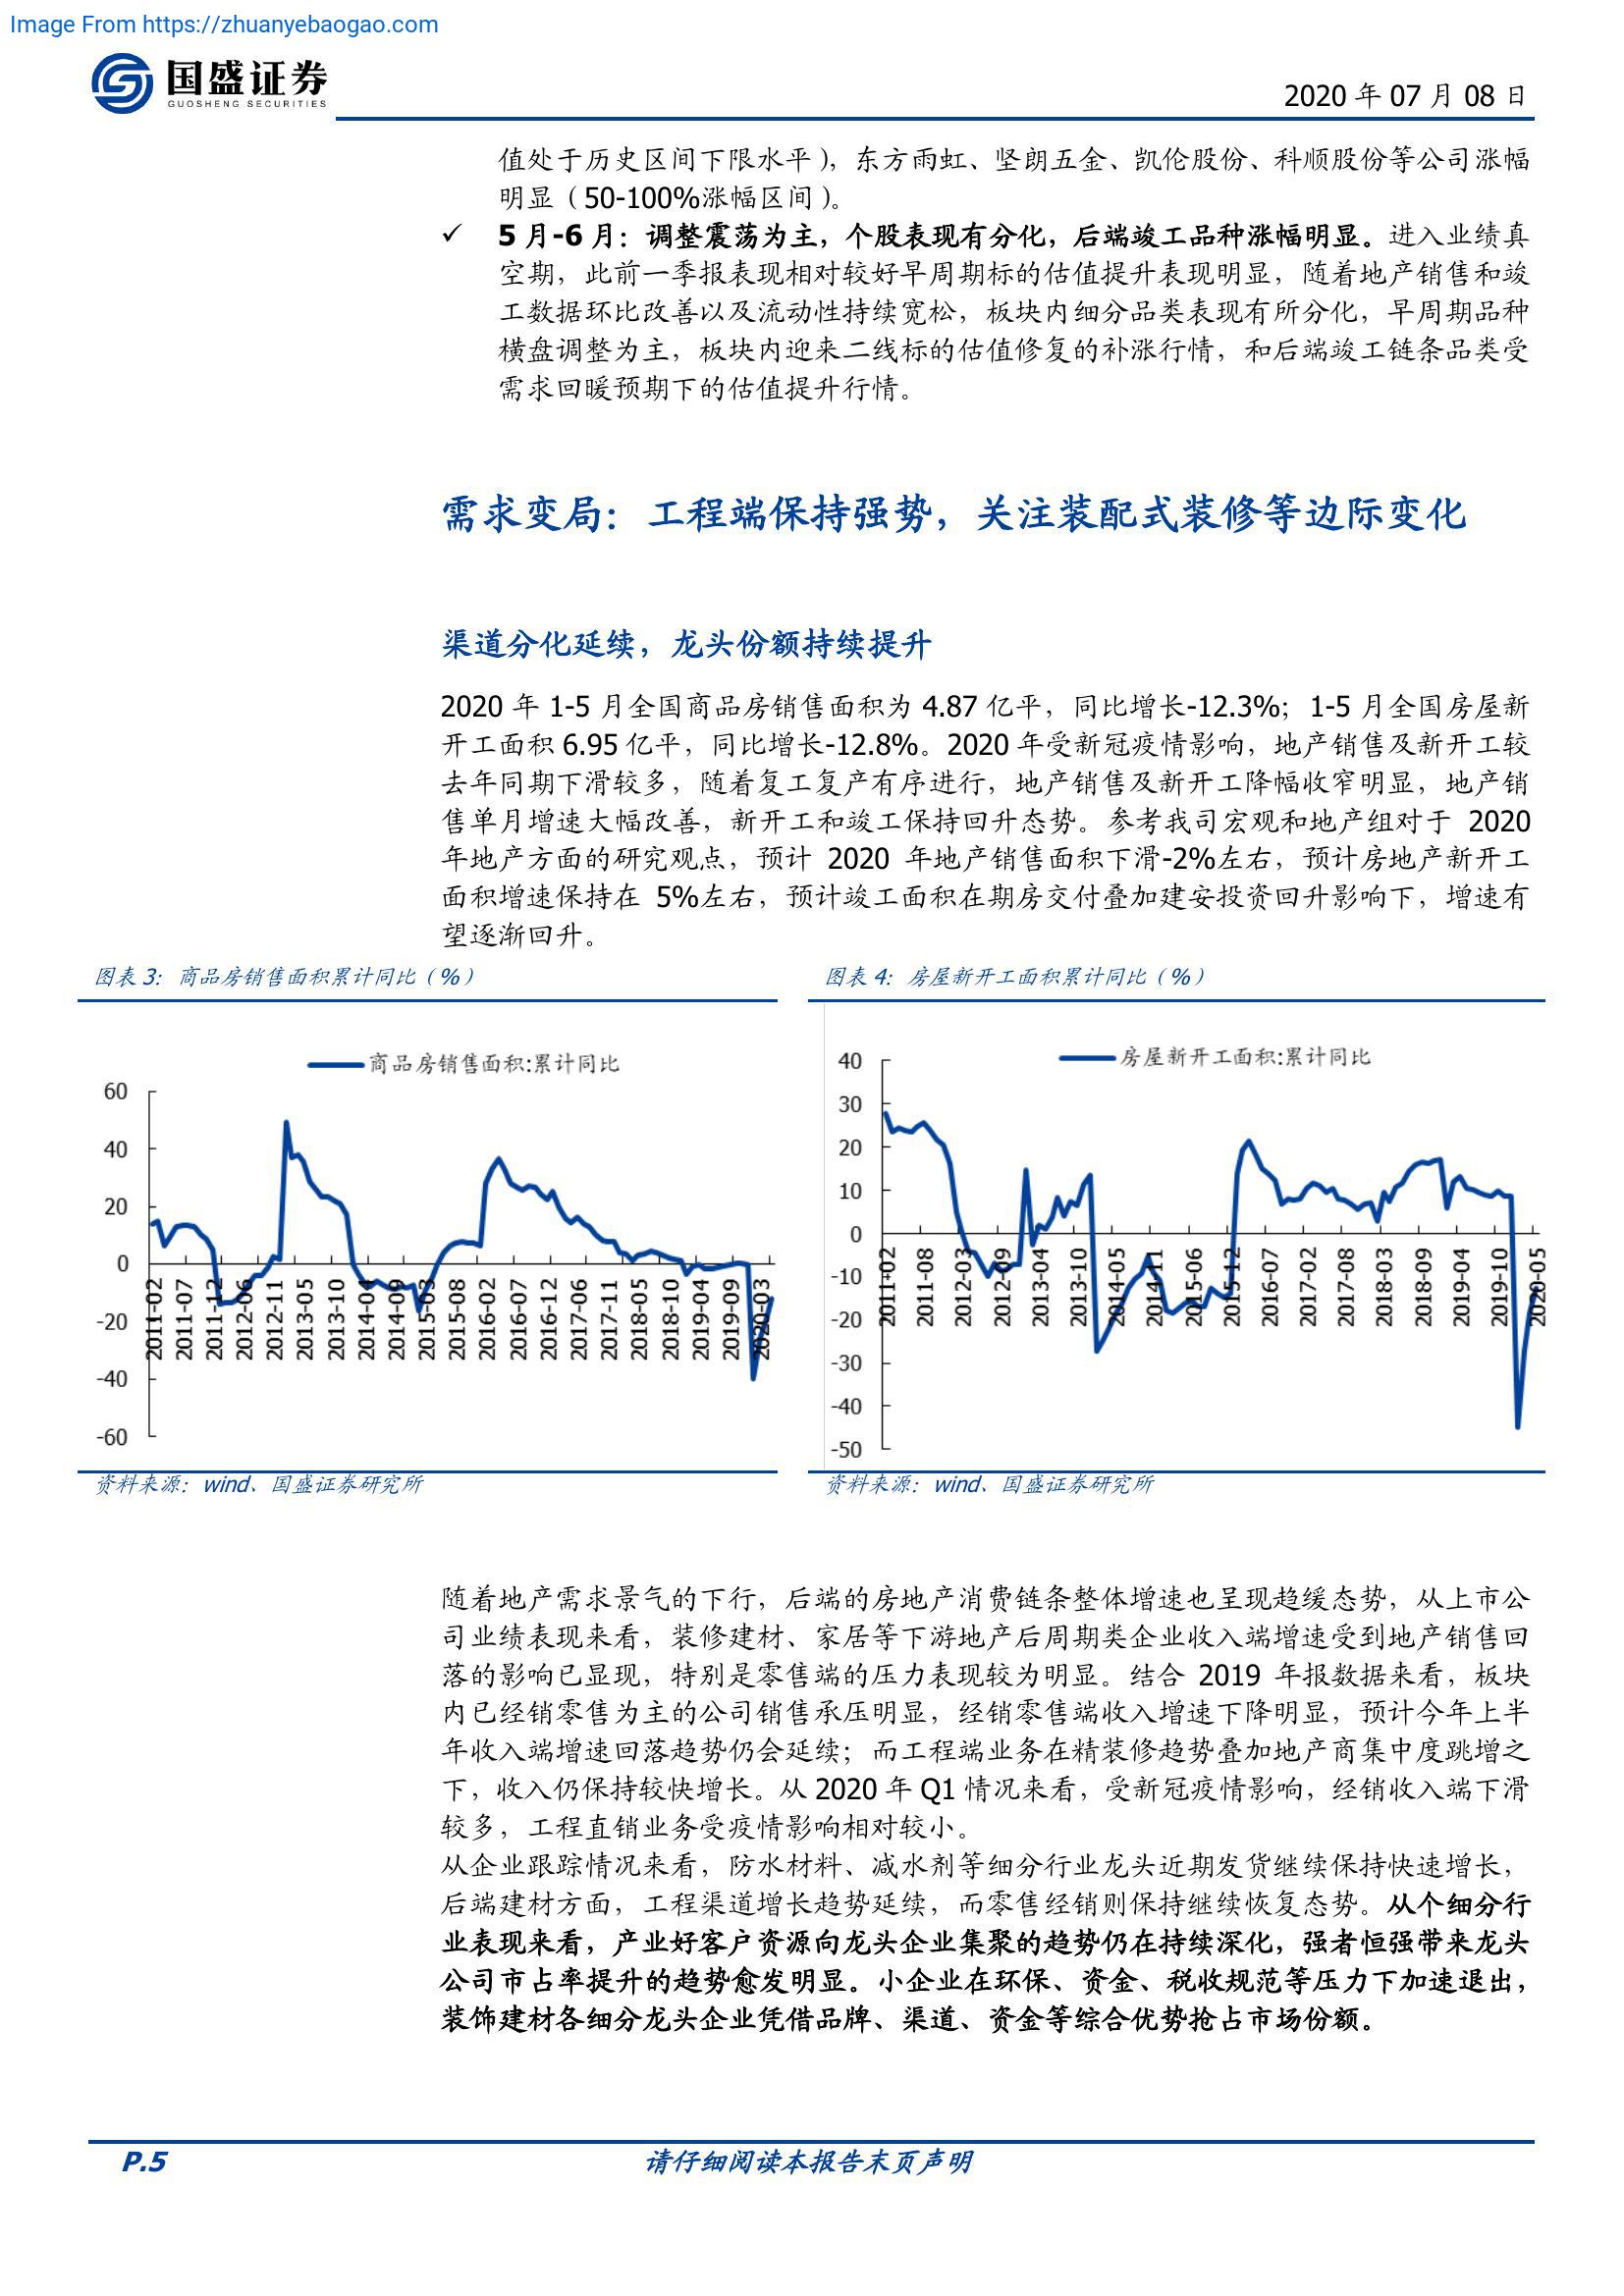 Image From https://zhuanyebaogao.com
国盛证券
GUOSHENG SECURITIES
2020 年 07 月 08 日
值处于历史区间下限水平），东方雨虹、坚朗五金、凯伦股份、科顺股份等公司涨幅
明显（50-100%涨幅区间）。
✓ 5 月-6 月：调整震荡为主，个股表现有分化，后端竣工品种涨幅明显。进入业绩真
空期，此前一季报表现相对较好早周期标的估值提升表现明显，随着地产销售和竣
工数据环比改善以及流动性持续宽松，板块内细分品类表现有所分化，早周期品种
横盘调整为主，板块内迎来二线标的估值修复的补涨行情，和后端竣工链条品类受
需求回暖预期下的估值提升行情。
需求变局：工程端保持强势，关注装配式装修等边际变化
渠道分化延续，龙头份额持续提升
2020 年 1-5 月全国商品房销售面积为 4.87 亿平，同比增长-12.3%；1-5 月全国房屋新
开工面积 6.95 亿平，同比增长-12.8%。2020 年受新冠疫情影响，地产销售及新开工较
去年同期下滑较多，随着复工复产有序进行，地产销售及新开工降幅收窄明显，地产销
售单月增速大幅改善，新开工和竣工保持回升态势。参考我司宏观和地产组对于 2020
年地产方面的研究观点，预计 2020 年地产销售面积下滑-2%左右，预计房地产新开工
面积增速保持在 5%左右，预计竣工面积在期房交付叠加建安投资回升影响下，增速有
望逐渐回升。
图表 3：商品房销售面积累计同比（%）
商品房销售面积:累计同比
60
40
20
0
-20
-40
-60
2011-02
2011-07
2011-12
2012-06
2012-11
2013-05
2013-10
2014-04
2014-09
2015-03
2015-08
2016-02
2016-07
2016-12
2017-06
2017-11
2018-05
2018-10
2019-04
2019-09
2020-03
资料来源：wind、国盛证券研究所
图表 4：房屋新开工面积累计同比（%）
房屋新开工面积:累计同比
40
30
20
10
0
-10
-20
-30
-40
-50
2011-02
2011-08
2012-03
2012-09
2013-04
2013-10
2014-05
2014-11
2015-06
2015-12
2016-07
2017-02
2017-08
2018-03
2018-09
2019-04
2019-10
2020-05
资料来源：wind、国盛证券研究所
随着地产需求景气的下行，后端的房地产消费链条整体增速也呈现趋缓态势，从上市公
司业绩表现来看，装修建材、家居等下游地产后周期类企业收入端增速受到地产销售回
落的影响已显现，特别是零售端的压力表现较为明显。结合 2019 年报数据来看，板块
内已经销零售为主的公司销售承压明显，经销零售端收入增速下降明显，预计今年上半
年收入端增速回落趋势仍会延续；而工程端业务在精装修趋势叠加地产商集中度跳增之
下，收入仍保持较快增长。从 2020 年 Q1 情况来看，受新冠疫情影响，经销收入端下滑
较多，工程直销业务受疫情影响相对较小。
从企业跟踪情况来看，防水材料、减水剂等细分行业龙头近期发货继续保持快速增长，
后端建材方面，工程渠道增长趋势延续，而零售经销则保持继续恢复态势。从个细分行
业表现来看，产业好客户资源向龙头企业集聚的趋势仍在持续深化，强者恒强带来龙头
公司市占率提升的趋势愈发明显。小企业在环保、资金、税收规范等压力下加速退出，
装饰建材各细分龙头企业凭借品牌、渠道、资金等综合优势抢占市场份额。
P.5
请仔细阅读本报告末页声明